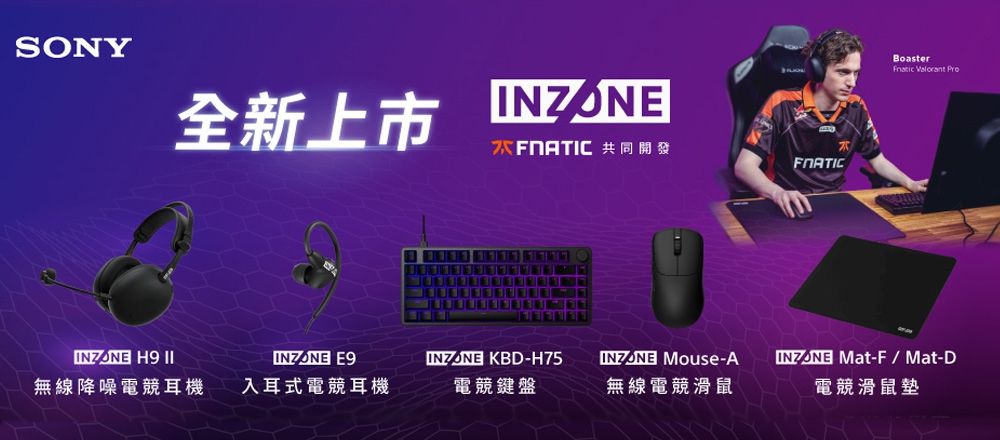 SONY
全新上市
INZONE
FNATIC 共同開發
Boaster
Fnatic Valorant Pro
FNATIC
INZONE H9 II
無線降噪電競耳機
INZONE E9
入耳式電競耳機
INZONE KBD-H75
電競鍵盤
INZONE Mouse-A
無線電競滑鼠
INZONE Mat-F / Mat-D
電競滑鼠墊